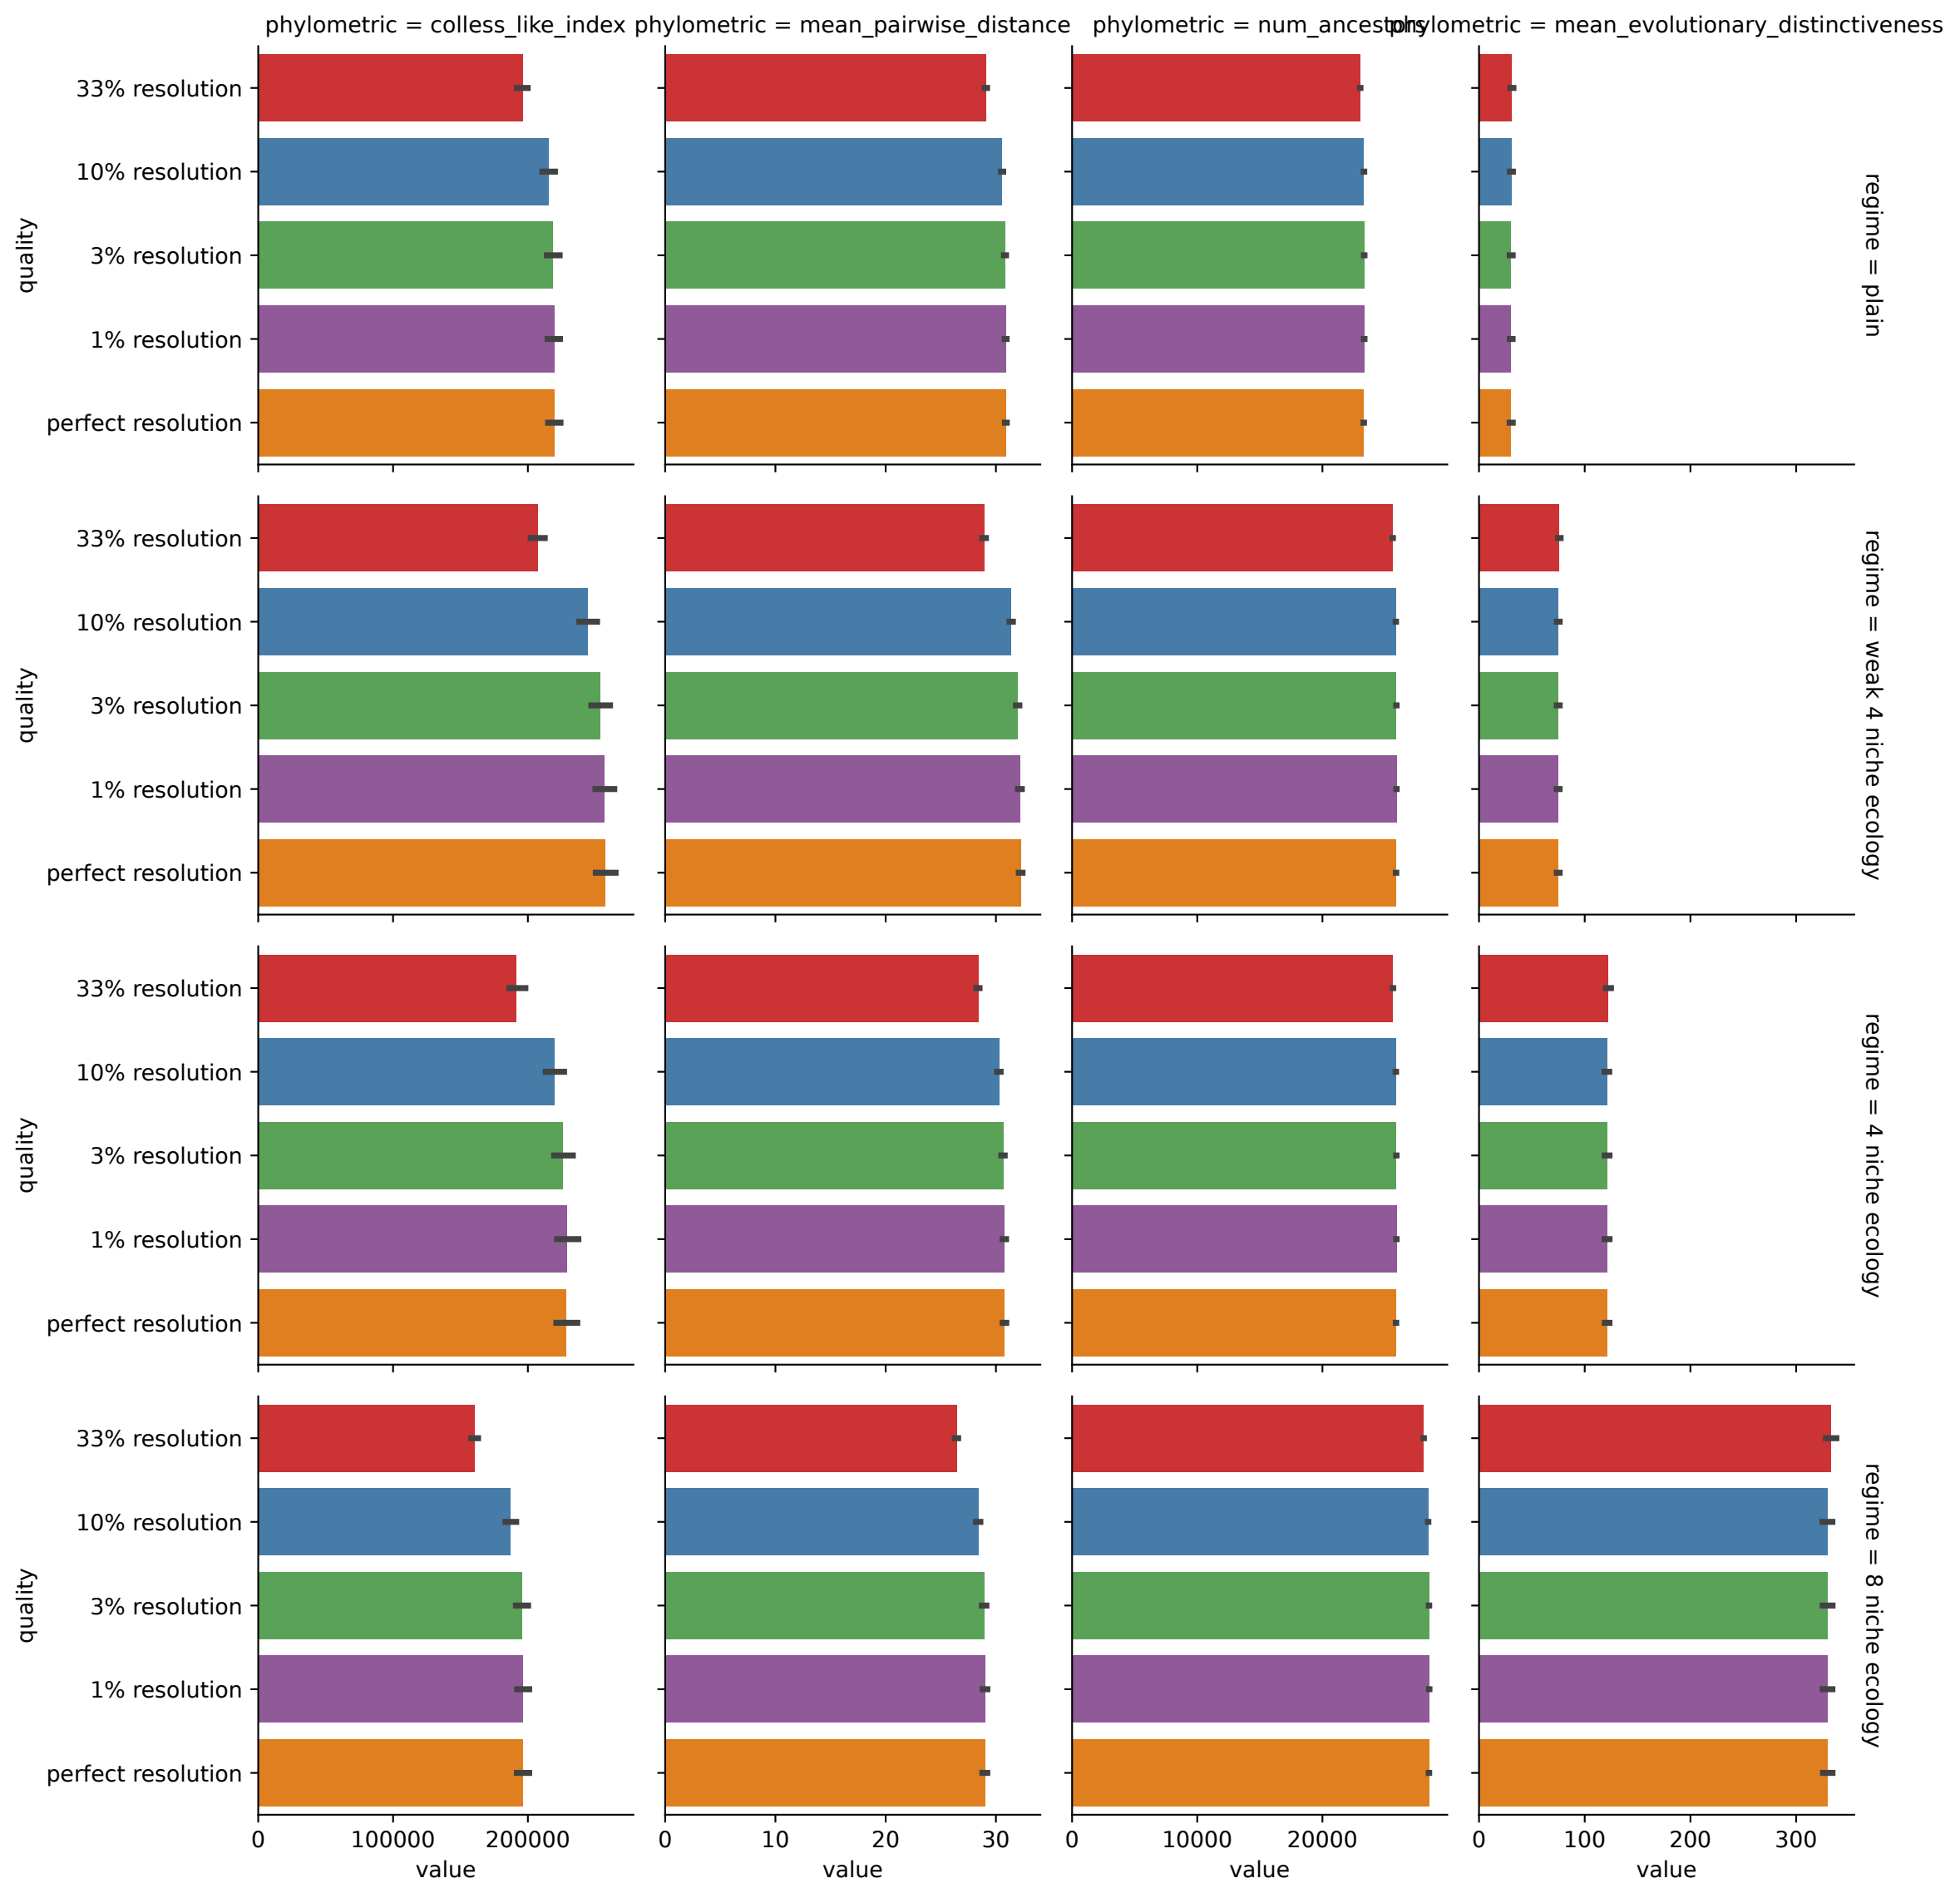 phylometric = colless_like_index
phylometric = mean_pairwise_distance
phylometric = num_ancestors
phylometric = mean_evolutionary_distinctiveness
quality
33% resolution
10% resolution
3% resolution
1% resolution
perfect resolution
regime = plain
quality
33% resolution
10% resolution
3% resolution
1% resolution
perfect resolution
regime = weak 4 niche ecology
quality
33% resolution
10% resolution
3% resolution
1% resolution
perfect resolution
regime = 4 niche ecology
quality
33% resolution
10% resolution
3% resolution
1% resolution
perfect resolution
regime = 8 niche ecology
0 100000 200000
0 10 20 30
0 10000 20000
0 100 200 300
value
value
value
value